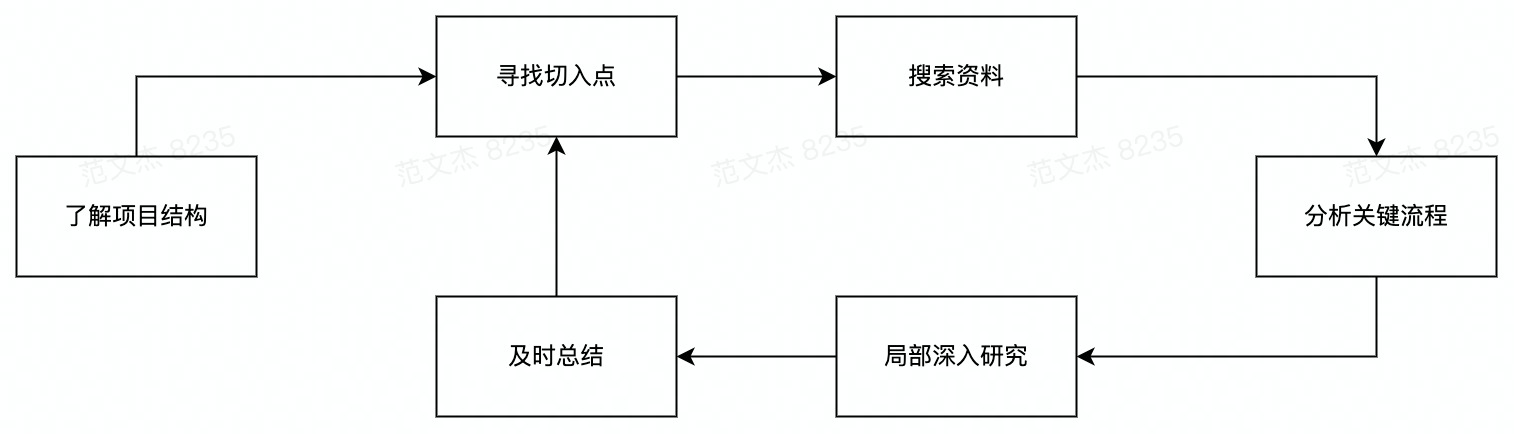 寻找切入点
搜索资料
范文杰 8235
范文杰 8235
范文杰 8235
范文杰 8235
范文杰 8235
了解项目结构
分析关键流程
及时总结
局部深入研究